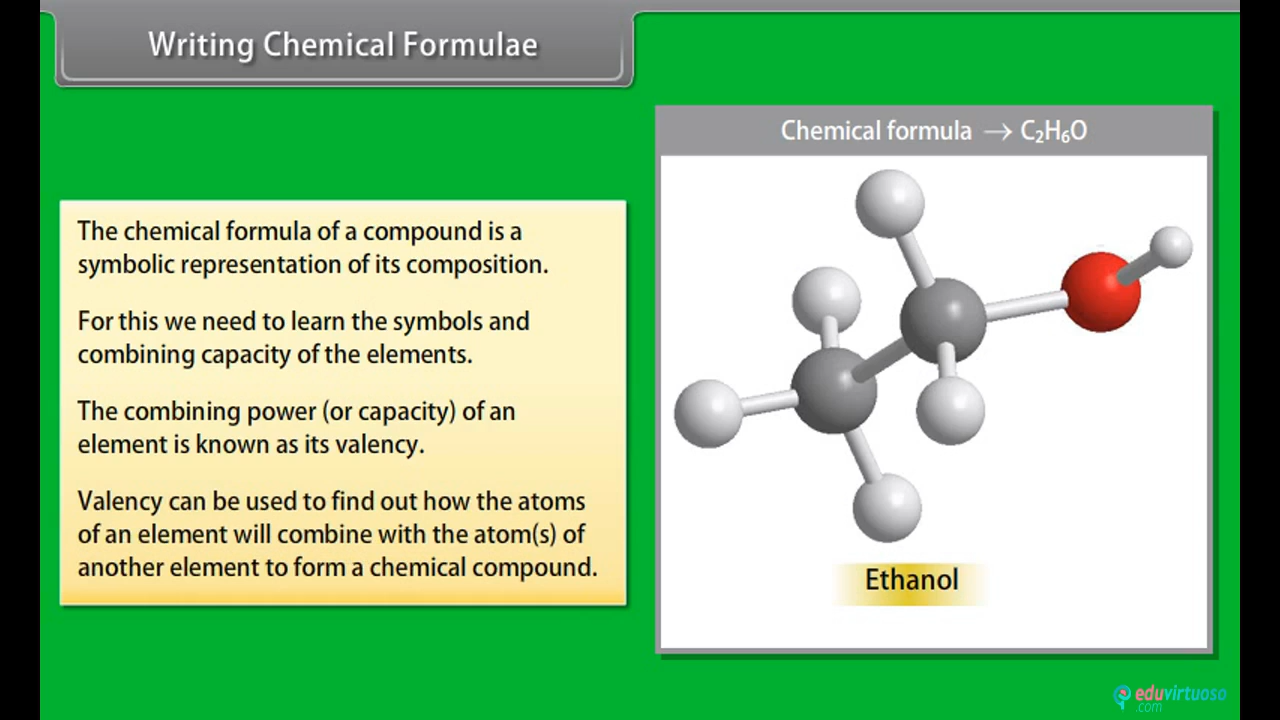 Writing Chemical Formulae
The chemical formula of a compound is a
symbolic representation of its composition.
For this we need to learn the symbols and
combining capacity of the elements.
The combining power (or capacity) of an
element is known as its valency.
Valency can be used to find out how the atoms
of an element will combine with the atom(s) of
another element to form a chemical compound.
Chemical formula → C₂H₆O
Ethanol
eduvirtuoso
.com